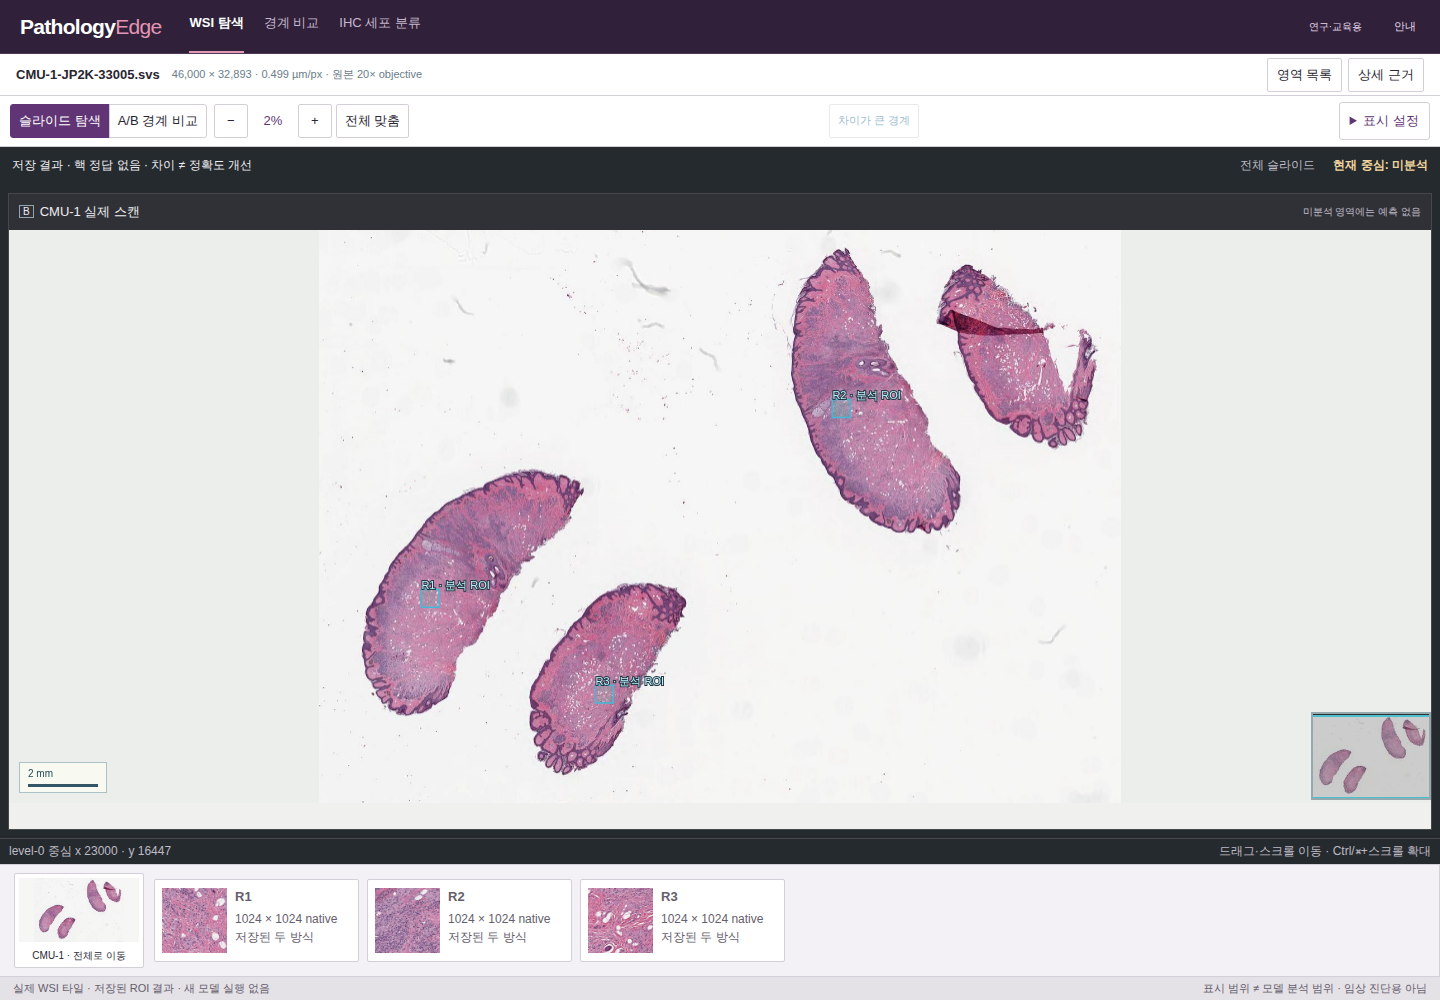 PathologyEdge WSI 탐색 경계 비교 IHC 세포 분류 연구·교육용 안내
CMU-1-JP2K-33005.svs 46,000 × 32,893 · 0.499 µm/px · 원본 20× objective 영역 목록 상세 근거
슬라이드 탐색 A/B 경계 비교 − 2% + 전체 맞춤 차이가 큰 경계 ▶ 표시 설정
저장 결과 · 핵 정답 없음 · 차이 ≠ 정확도 개선 전체 슬라이드 현재 중심: 미분석
B CMU-1 실제 스캔 미분석 영역에는 예측 없음
R2 · 분석 ROI
R1 · 분석 ROI
R3 · 분석 ROI
2 mm
level-0 중심 x 23000 · y 16447 드래그·스크롤 이동 · Ctrl/⌘+스크롤 확대
CMU-1 · 전체로 이동
R1
1024 × 1024 native
저장된 두 방식
R2
1024 × 1024 native
저장된 두 방식
R3
1024 × 1024 native
저장된 두 방식
실제 WSI 타일 · 저장된 ROI 결과 · 새 모델 실행 없음 표시 범위 ≠ 모델 분석 범위 · 임상 진단용 아님